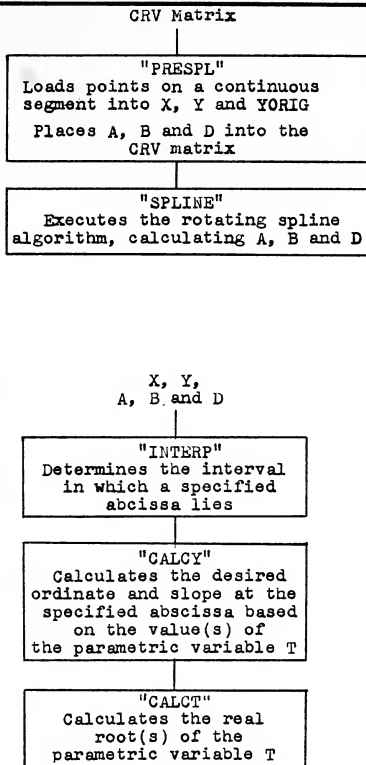 CRV Matrix
"PRESPL"
Loads points on a continuous
segment into X, Y and YORIG
Places A, B and D into the
CRV matrix
"SPLINE"
Executes the rotating spline
algorithm, calculating A, B and D
X, Y,
A, B and D
"INTERP"
Determines the interval
in which a specified
abcissa lies
"CALCY"
Calculates the desired
ordinate and slope at the
specified abscissa based
on the value(s) of
the parametric variable T
"CALCT"
Calculates the real
root(s) of the
parametric variable T